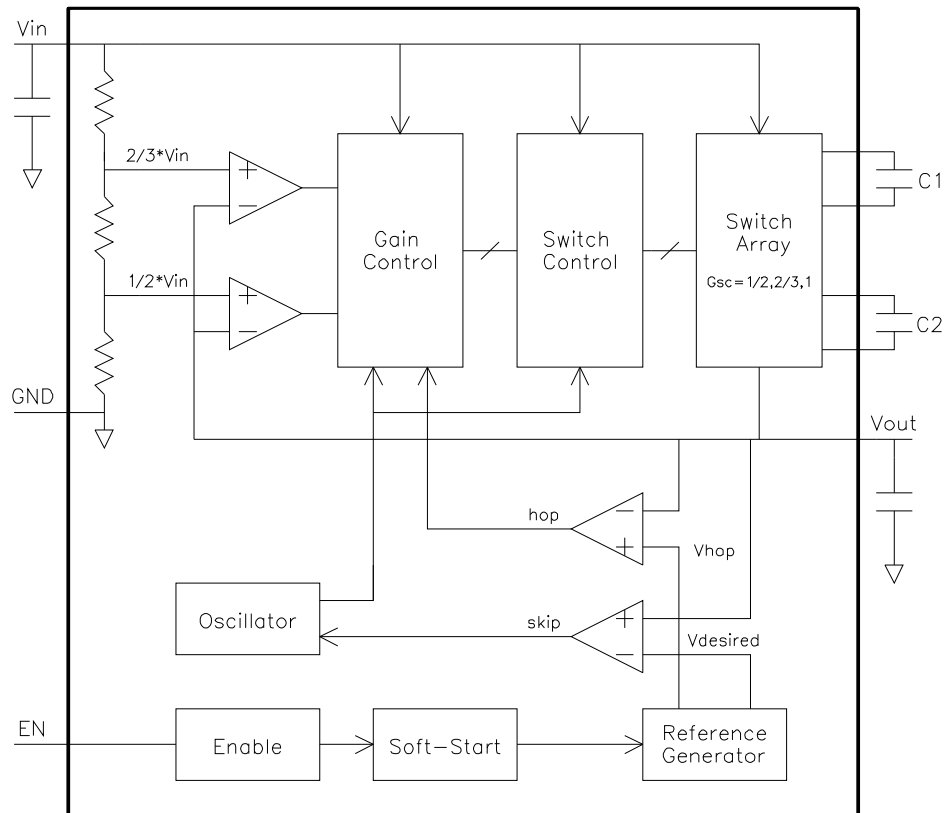 Vin
2/3*Vin
+
−
Gain
Control
Switch
Control
Switch
Array
Gsc=1/2,2/3,1
C1
1/2*Vin
+
−
C2
GND
Vout
hop
−
+
Vhop
Oscillator
skip
+
−
Vdesired
EN
Enable
Soft−Start
Reference
Generator